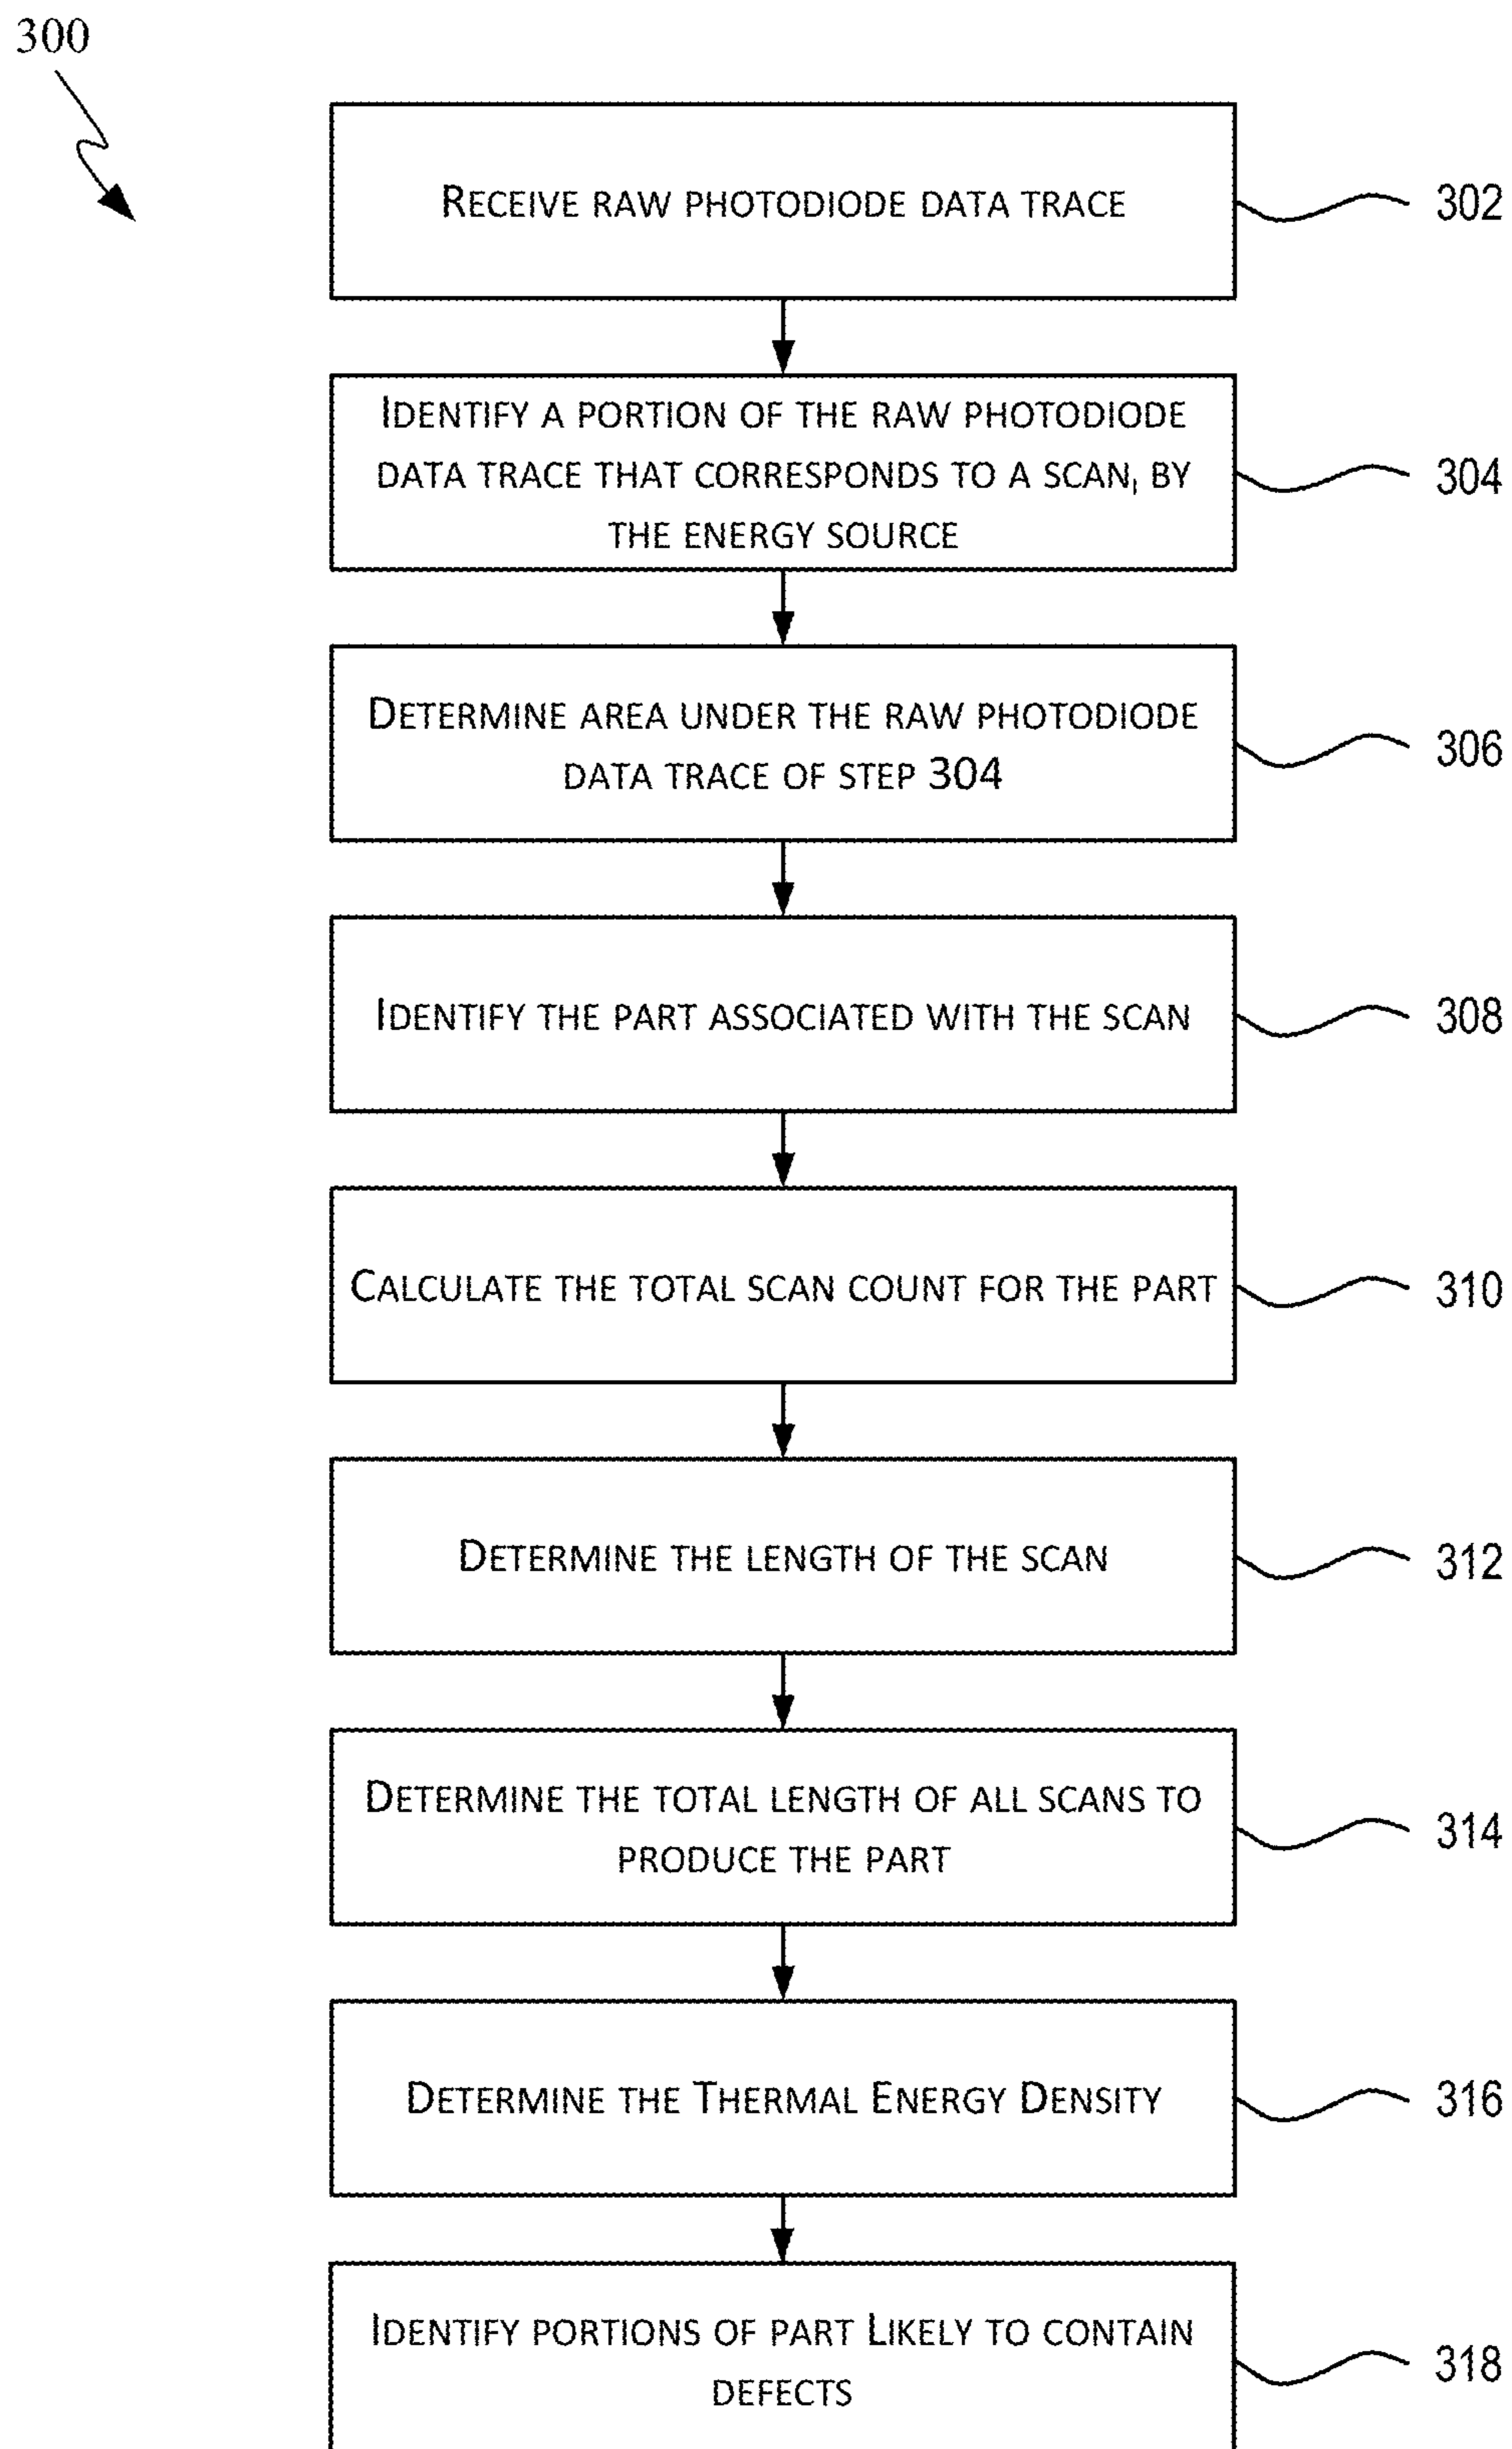 300
RECEIVE RAW PHOTODIODE DATA TRACE
302
IDENTIFY A PORTION OF THE RAW PHOTODIODE
DATA TRACE THAT CORRESPONDS TO A SCAN, BY
THE ENERGY SOURCE
304
DETERMINE AREA UNDER THE RAW PHOTODIODE
DATA TRACE OF STEP 304
306
IDENTIFY THE PART ASSOCIATED WITH THE SCAN
308
CALCULATE THE TOTAL SCAN COUNT FOR THE PART
310
DETERMINE THE LENGTH OF THE SCAN
312
DETERMINE THE TOTAL LENGTH OF ALL SCANS TO
PRODUCE THE PART
314
DETERMINE THE THERMAL ENERGY DENSITY
316
IDENTIFY PORTIONS OF PART LIKELY TO CONTAIN
DEFECTS
318